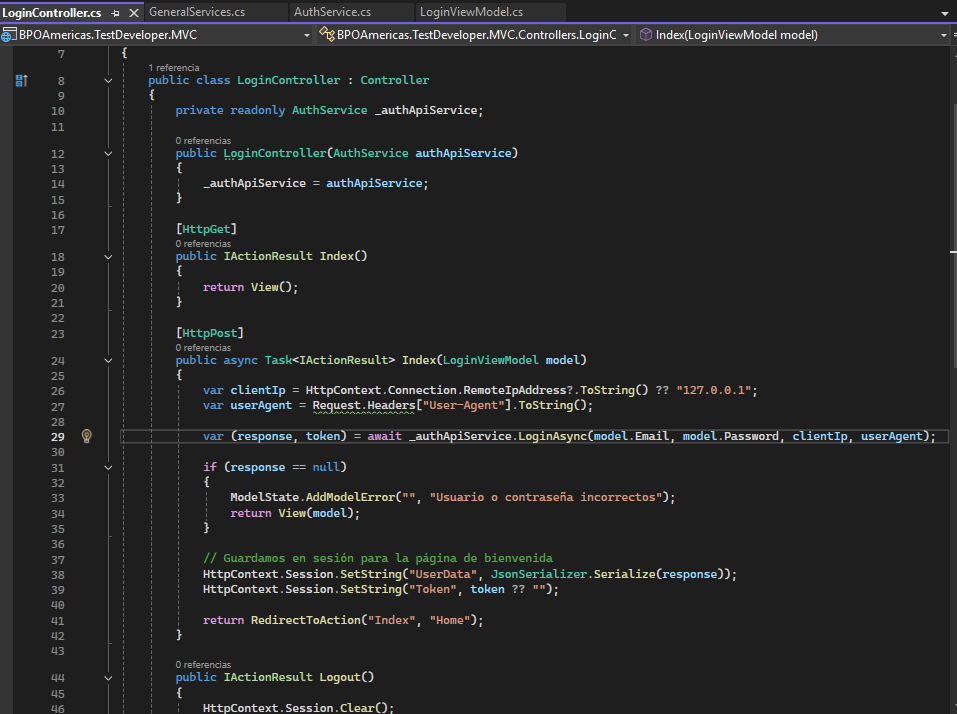 LoginController.cs GeneralServices.cs AuthService.cs LoginViewModel.cs
BPOAmericas.TestDeveloper.MVC BPOAmericas.TestDeveloper.MVC.Controllers.LoginC Index(LoginViewModel model)
7 {
1 referencia
8 public class LoginController : Controller
9 {
10 private readonly AuthService _authApiService;
11
0 referencias
12 public LoginController(AuthService authApiService)
13 {
14 _authApiService = authApiService;
15 }
16
17 [HttpGet]
0 referencias
18 public IActionResult Index()
19 {
20 return View();
21 }
22
23 [HttpPost]
0 referencias
24 public async Task<IActionResult> Index(LoginViewModel model)
25 {
26 var clientIp = HttpContext.Connection.RemoteIpAddress?.ToString() ?? "127.0.0.1";
27 var userAgent = Request.Headers["User-Agent"].ToString();
28
29 var (response, token) = await _authApiService.LoginAsync(model.Email, model.Password, clientIp, userAgent);
30
31 if (response == null)
32 {
33 ModelState.AddModelError("", "Usuario o contraseña incorrectos");
34 return View(model);
35 }
36
37 // Guardamos en sesión para la página de bienvenida
38 HttpContext.Session.SetString("UserData", JsonSerializer.Serialize(response));
39 HttpContext.Session.SetString("Token", token ?? "");
40
41 return RedirectToAction("Index", "Home");
42 }
43
0 referencias
44 public IActionResult Logout()
45 {
46 HttpContext.Session.Clear();